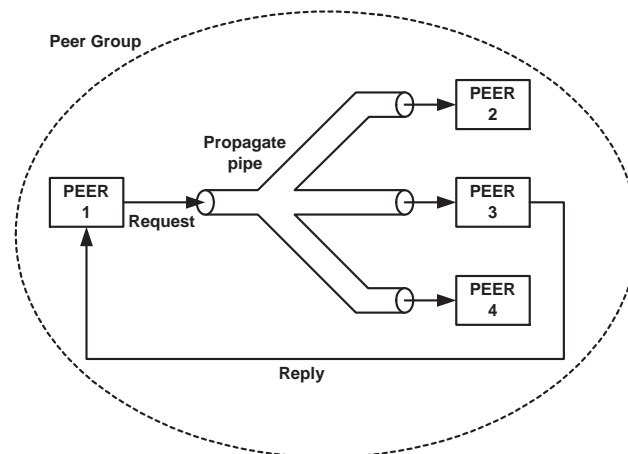 Peer Group
PEER
2
Propagate
pipe
PEER
1
Request
PEER
3
PEER
4
Reply